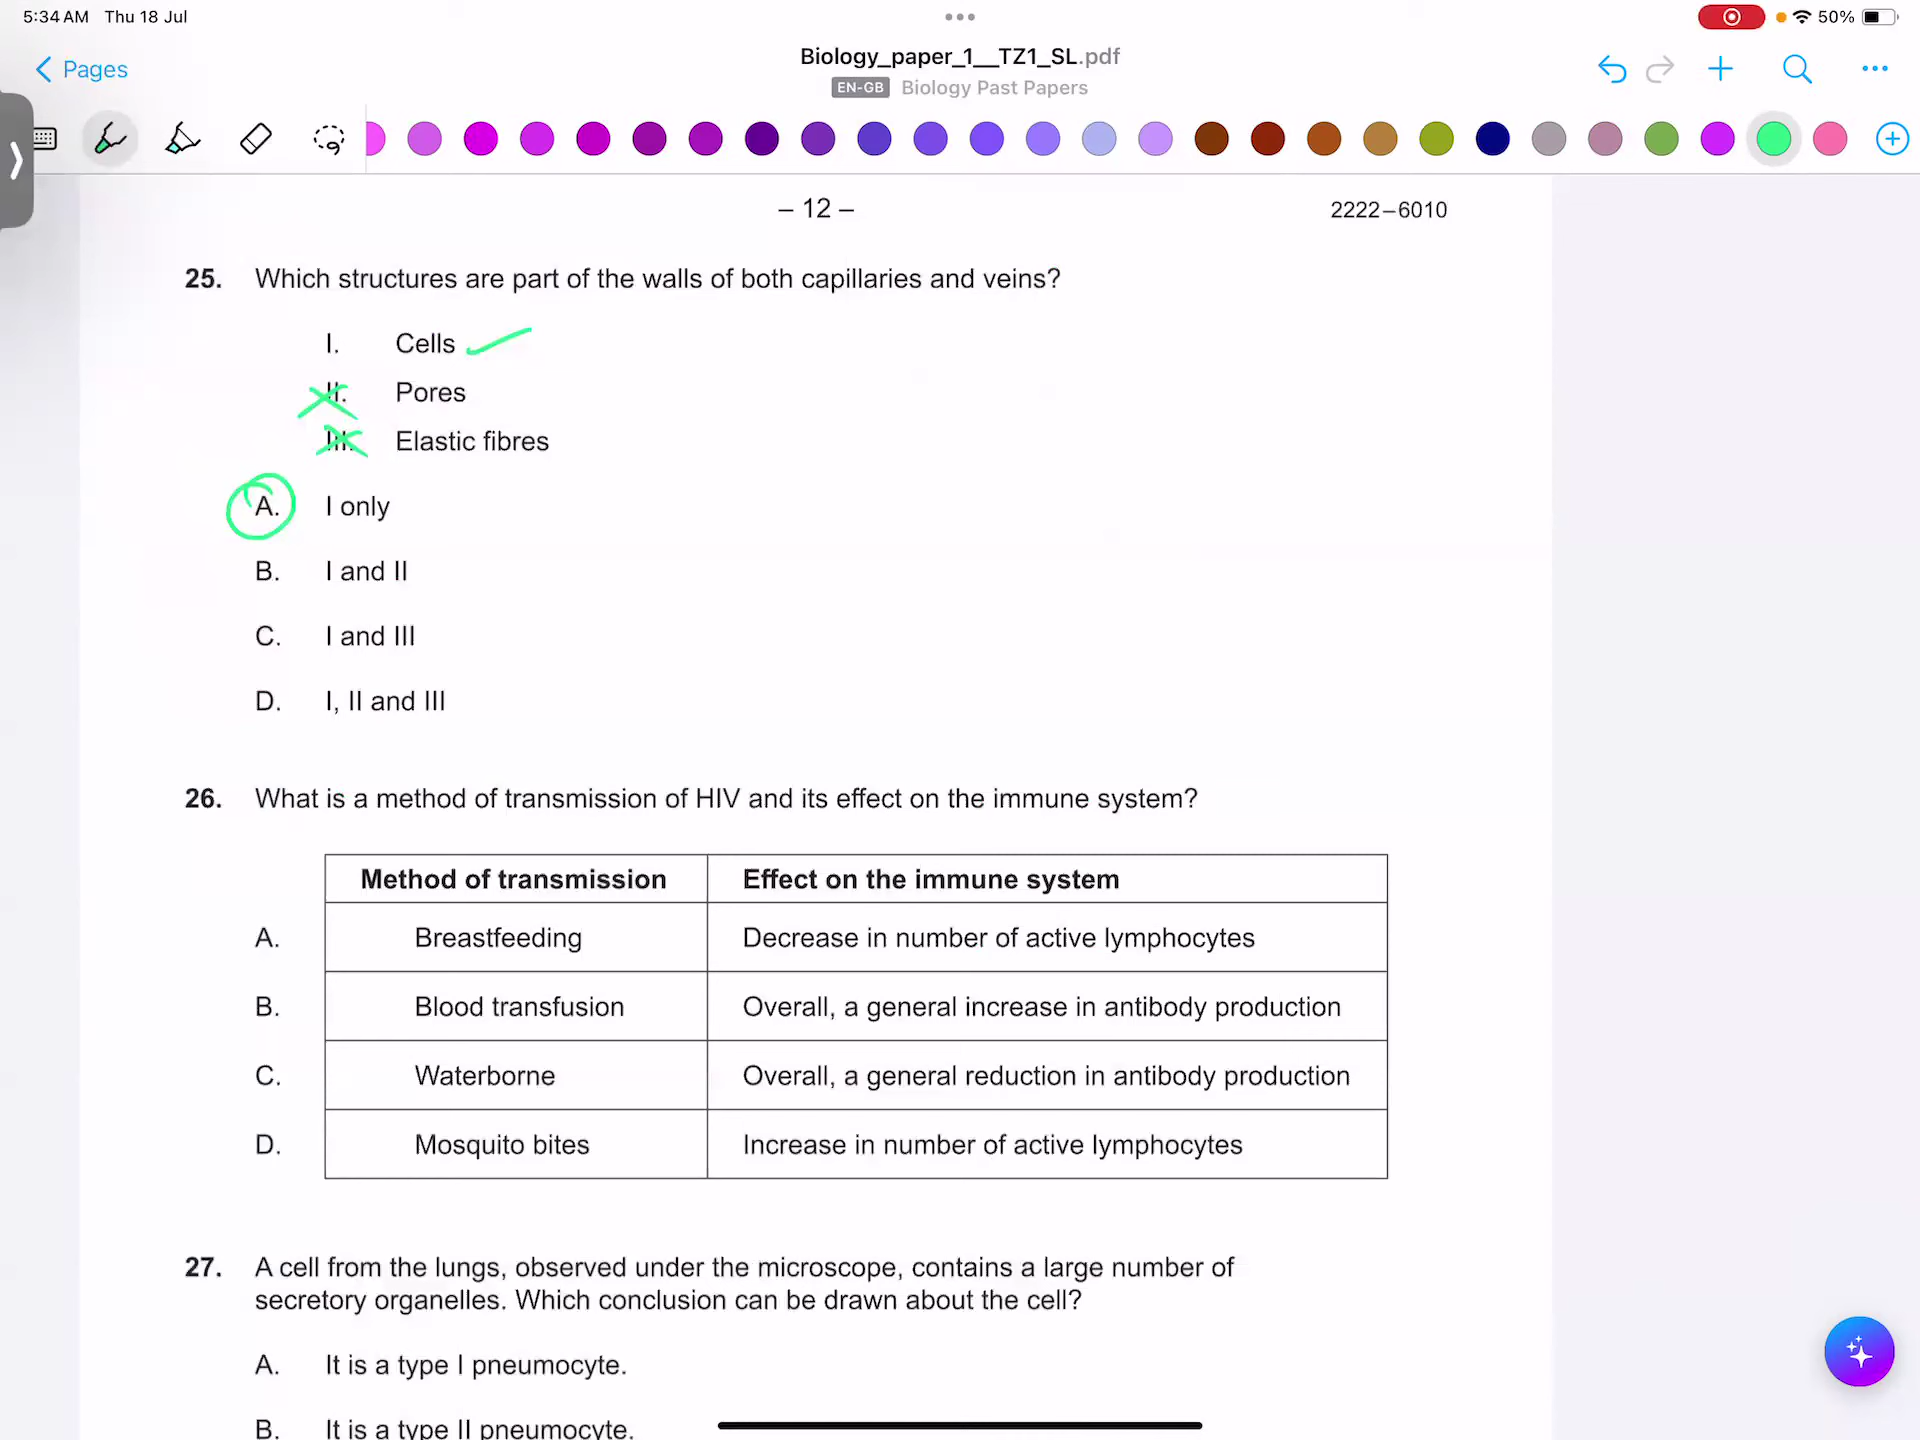 5:34 AM Thu 18 Jul
50%
Pages
Biology_paper_1__TZ1_SL.pdf
EN-GB Biology Past Papers
– 12 –
2222–6010
25. Which structures are part of the walls of both capillaries and veins?
I. Cells
II. Pores
III. Elastic fibres
A. I only
B. I and II
C. I and III
D. I, II and III
26. What is a method of transmission of HIV and its effect on the immune system?
Method of transmission Effect on the immune system
A. Breastfeeding Decrease in number of active lymphocytes
B. Blood transfusion Overall, a general increase in antibody production
C. Waterborne Overall, a general reduction in antibody production
D. Mosquito bites Increase in number of active lymphocytes
27. A cell from the lungs, observed under the microscope, contains a large number of
secretory organelles. Which conclusion can be drawn about the cell?
A. It is a type I pneumocyte.
B. It is a type II pneumocyte.